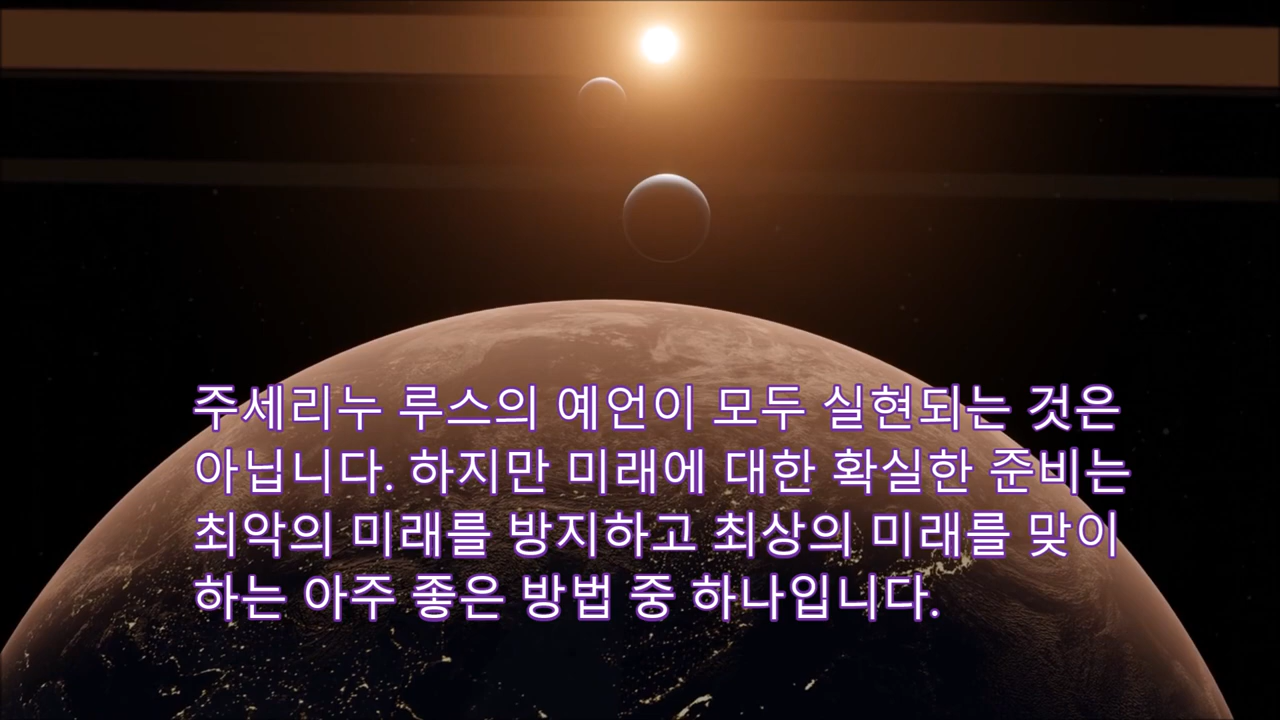 주세리누 루스의 예언이 모두 실현되는 것은
아닙니다. 하지만 미래에 대한 확실한 준비는
최악의 미래를 방지하고 최상의 미래를 맞이
하는 아주 좋은 방법 중 하나입니다.